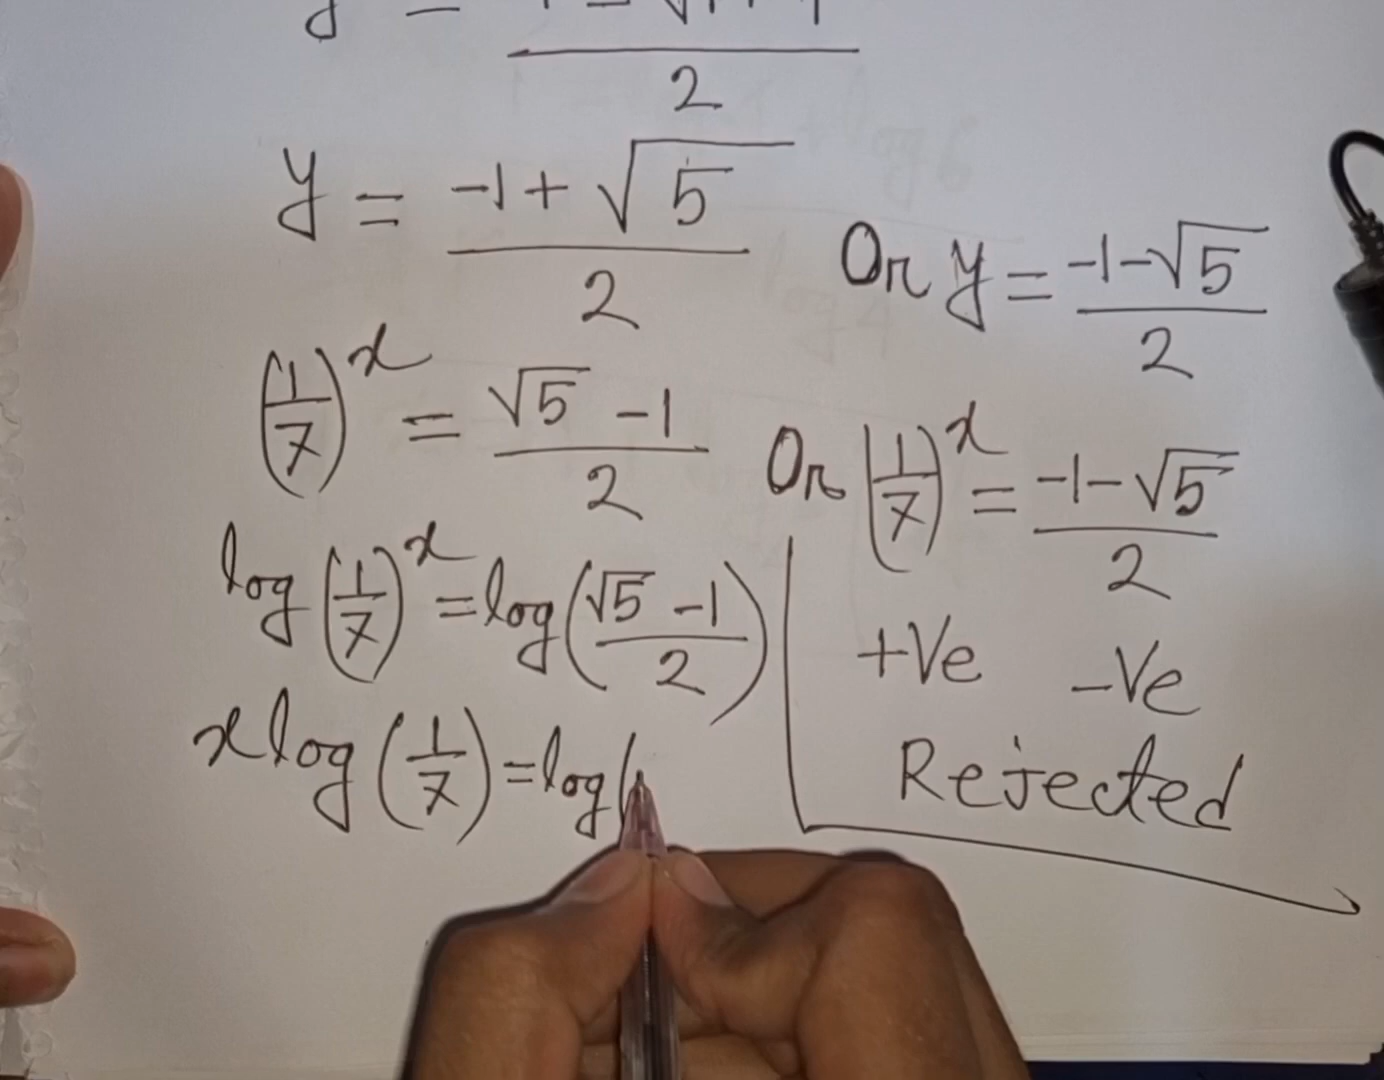 2
y = (-1 + √5)/2 Or y = (-1 - √5)/2
(1/7)^x = (√5 - 1)/2 Or (1/7)^x = (-1 - √5)/2
log(1/7)^x = log((√5 - 1)/2) +Ve -Ve
x log(1/7) = log( Rejected